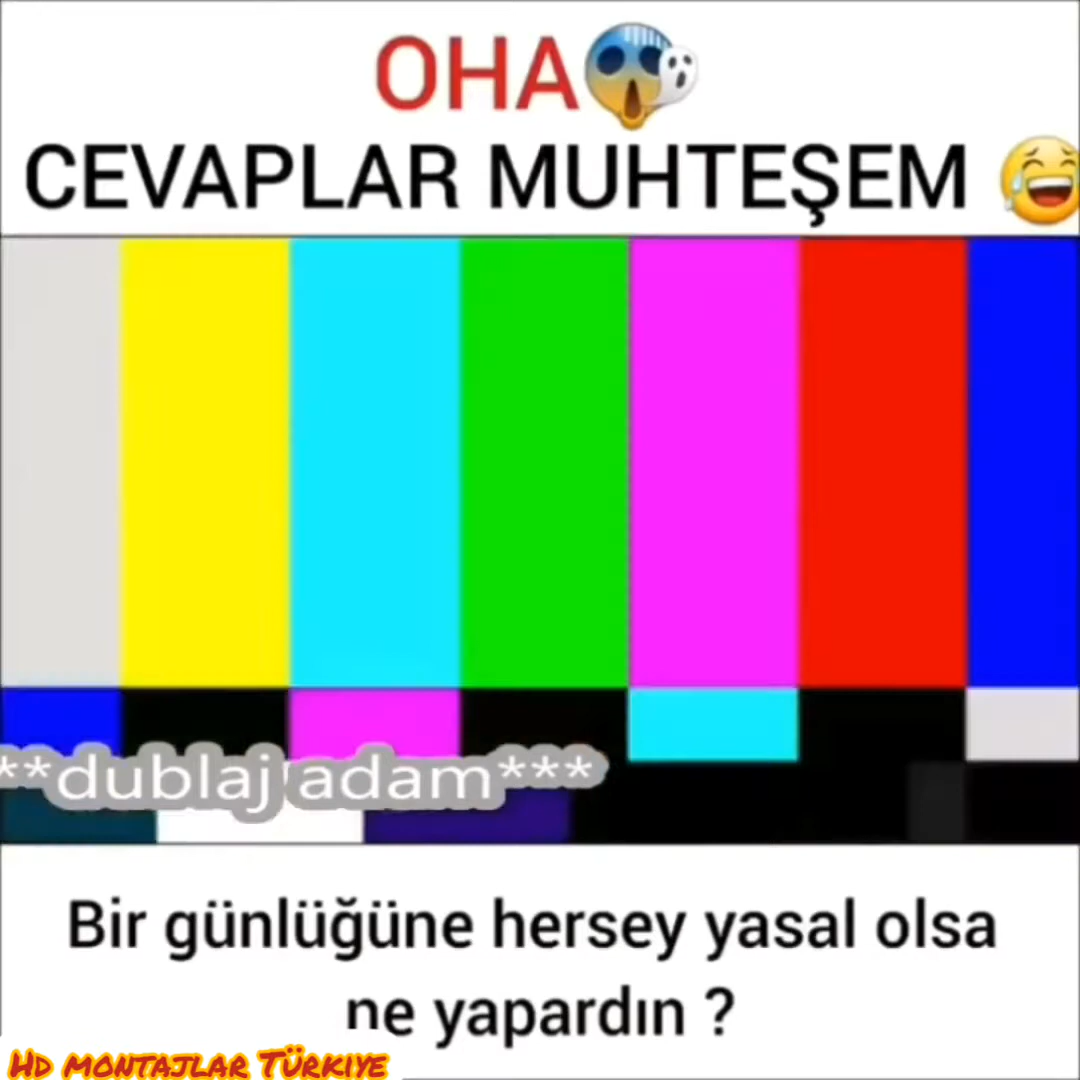 OHA
CEVAPLAR MUHTEŞEM
**dublaj adam***
Bir günlüğüne hersey yasal olsa
ne yapardın ?
HD MONTAJLAR TÜRKIYE